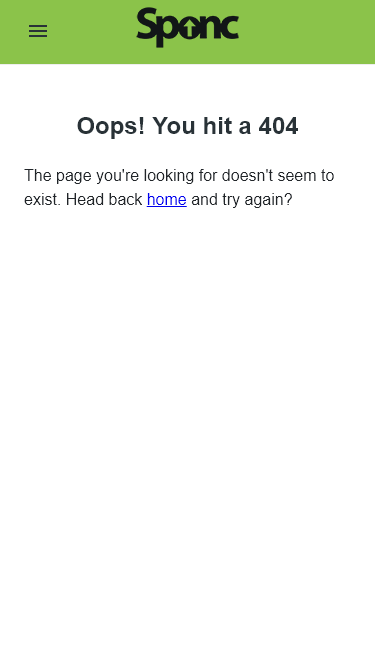 Sponc
Oops! You hit a 404
The page you're looking for doesn't seem to
exist. Head back home and try again?